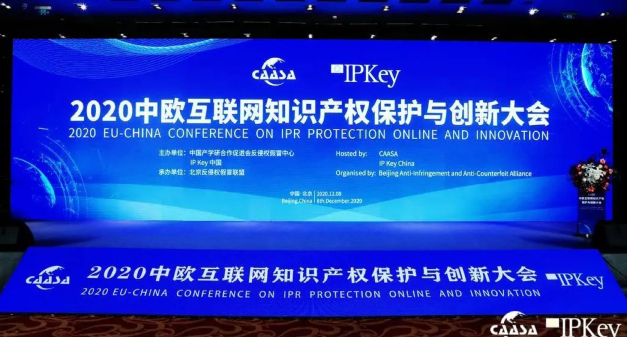 CAASA IPKey
2020中欧互联网知识产权保护与创新大会
2020 EU-CHINA CONFERENCE ON IPR PROTECTION ONLINE AND INNOVATION
主办单位：中国产学研合作促进会反侵权假冒中心 Hosted by: CAASA
IP Key 中国 IP Key China
承办单位：北京反侵权假冒联盟 Organised by: Beijing Anti-Infringement and Anti-Counterfeit Alliance
中国·北京 2020.12.09
Beijing,China 8th December 2020
CAASA 2020中欧互联网知识产权保护与创新大会 IPKey
2020 EU-CHINA CONFERENCE ON IPR PROTECTION ONLINE AND INNOVATION
CAASA IPKey